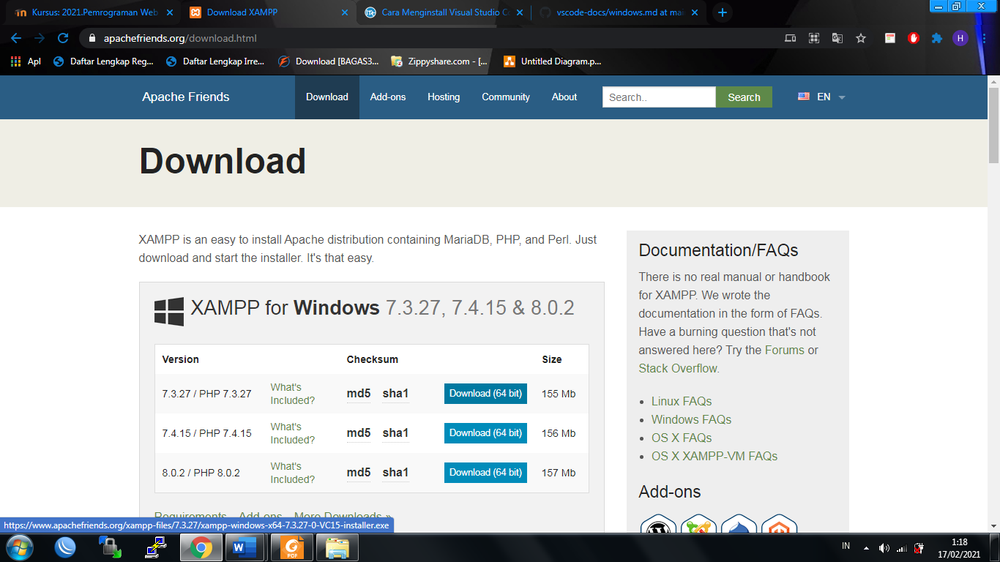 Kursus: 2021.Pemrograman Web
Download XAMPP
Cara Menginstall Visual Studio C
vscode-docs/windows.md at ma
apachefriends.org/download.html
H
Apl
Daftar Lengkap Reg...
Daftar Lengkap Irre...
Download [BAGAS3...
Zippyshare.com - [...
Untitled Diagram.p...
Apache Friends
Download
Add-ons
Hosting
Community
About
Search..
Search
EN
Download
XAMPP is an easy to install Apache distribution containing MariaDB, PHP, and Perl. Just
download and start the installer. It's that easy.
XAMPP for Windows 7.3.27, 7.4.15 & 8.0.2
Version Checksum Size
7.3.27 / PHP 7.3.27 What's Included? md5 sha1 Download (64 bit) 155 Mb
7.4.15 / PHP 7.4.15 What's Included? md5 sha1 Download (64 bit) 156 Mb
8.0.2 / PHP 8.0.2 What's Included? md5 sha1 Download (64 bit) 157 Mb
Requirements Add-ons More Downloads »
Documentation/FAQs
There is no real manual or handbook
for XAMPP. We wrote the
documentation in the form of FAQs.
Have a burning question that's not
answered here? Try the Forums or
Stack Overflow.
Linux FAQs
Windows FAQs
OS X FAQs
OS X XAMPP-VM FAQs
Add-ons
https://www.apachefriends.org/xampp-files/7.3.27/xampp-windows-x64-7.3.27-0-VC15-installer.exe
PDF
IN
1:18
17/02/2021